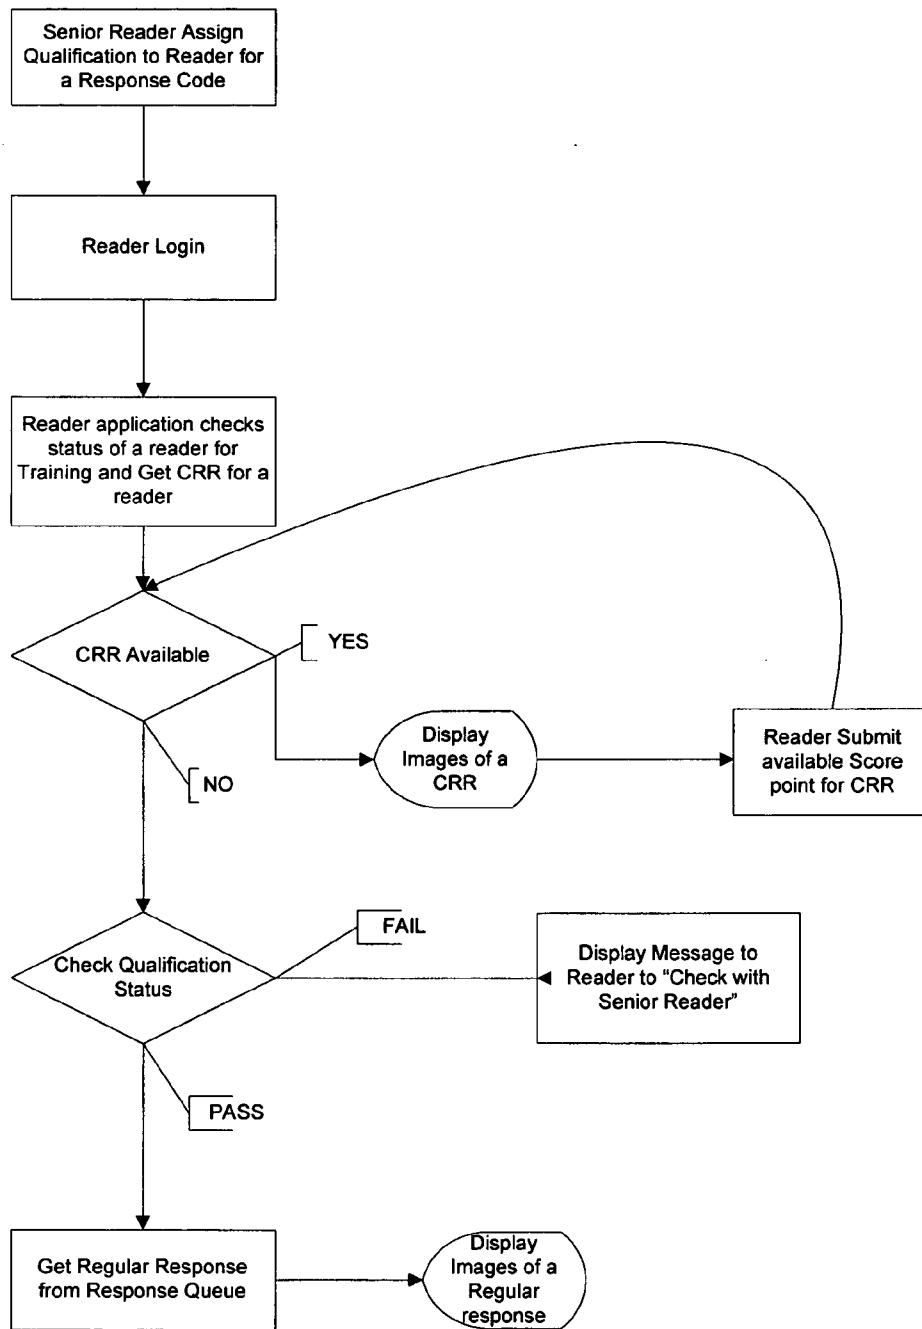 Senior Reader Assign
Qualification to Reader for
a Response Code
Reader Login
Reader application checks
status of a reader for
Training and Get CRR for a
reader
CRR Available
YES
NO
Display
Images of a
CRR
Reader Submit
available Score
point for CRR
Check Qualification
Status
FAIL
Display Message to
Reader to “Check with
Senior Reader”
PASS
Get Regular Response
from Response Queue
Display
Images of a
Regular
response